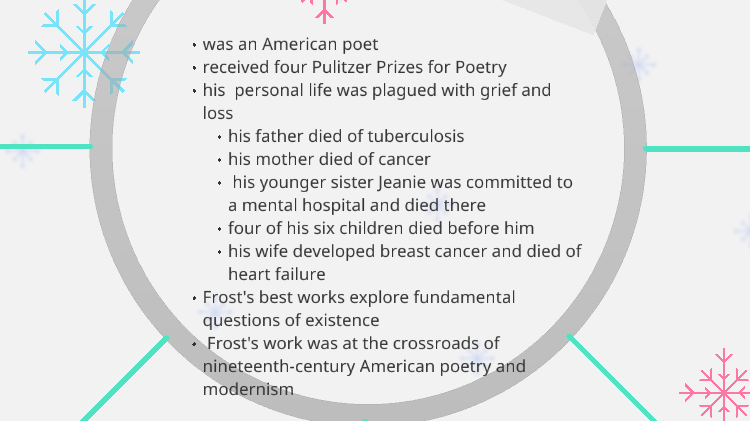 • was an American poet
• received four Pulitzer Prizes for Poetry
• his personal life was plagued with grief and
loss
• his father died of tuberculosis
• his mother died of cancer
• his younger sister Jeanie was committed to
a mental hospital and died there
• four of his six children died before him
• his wife developed breast cancer and died of
heart failure
• Frost's best works explore fundamental
questions of existence
• Frost's work was at the crossroads of
nineteenth-century American poetry and
modernism